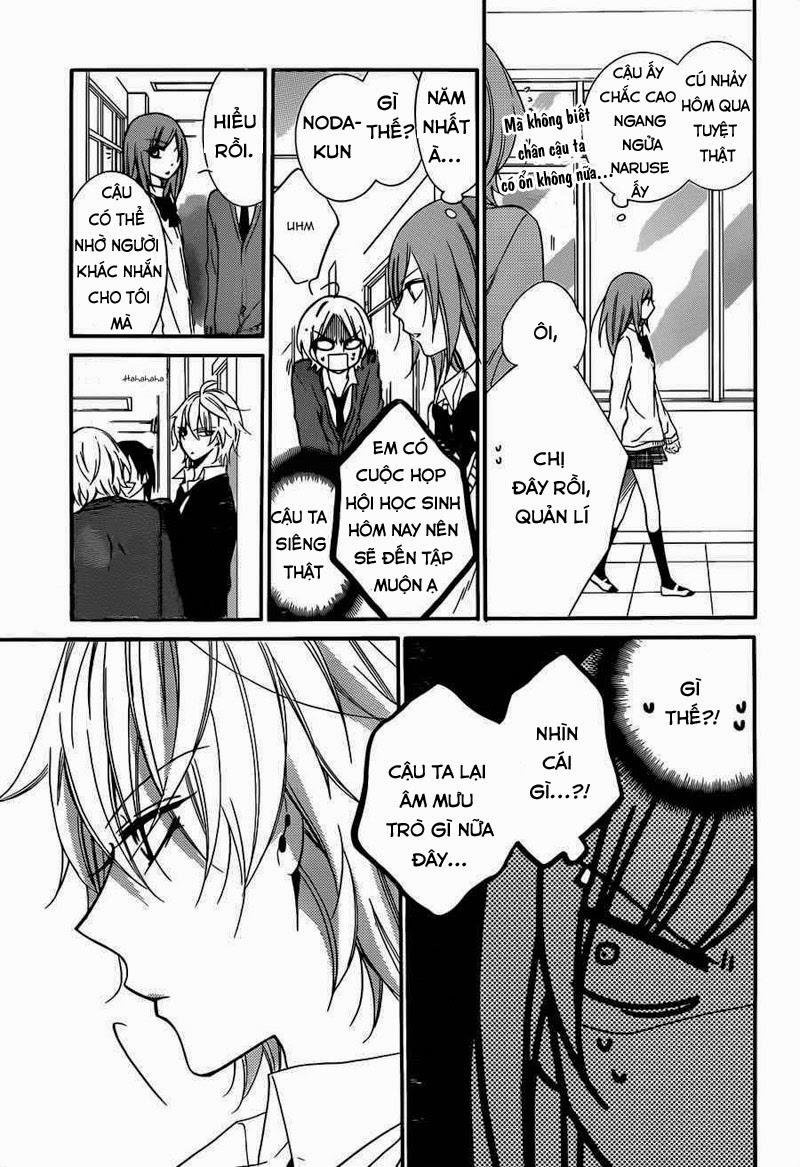 CÚ NHẢY
HÔM QUA
TUYỆT
THẬT
CẬU ẤY
CHẮC CAO
NGANG
NGỬA
NARUSE
ẤY
Mà không biết
chân cậu ta
có ổn không nữa...
ÔI,
CHỊ
ĐÂY RỒI,
QUẢN LÍ
NĂM
NHẤT
À...
GÌ
THẾ?
NODA-
KUN
UHM
EM CÓ
CUỘC HỌP
HỘI HỌC SINH
HÔM NAY NÊN
SẼ ĐẾN TẬP
MUỘN Ạ
CẬU TA
SIÊNG
THẬT
HIỂU
RỒI.
CẬU
CÓ THỂ
NHỜ NGƯỜI
KHÁC NHẮN
CHO TÔI
MÀ
Hahahaha
GÌ
THẾ?!
NHÌN
CÁI
GÌ...?!
CẬU TA LẠI
ÂM MƯU
TRÒ GÌ NỮA
ĐÂY...